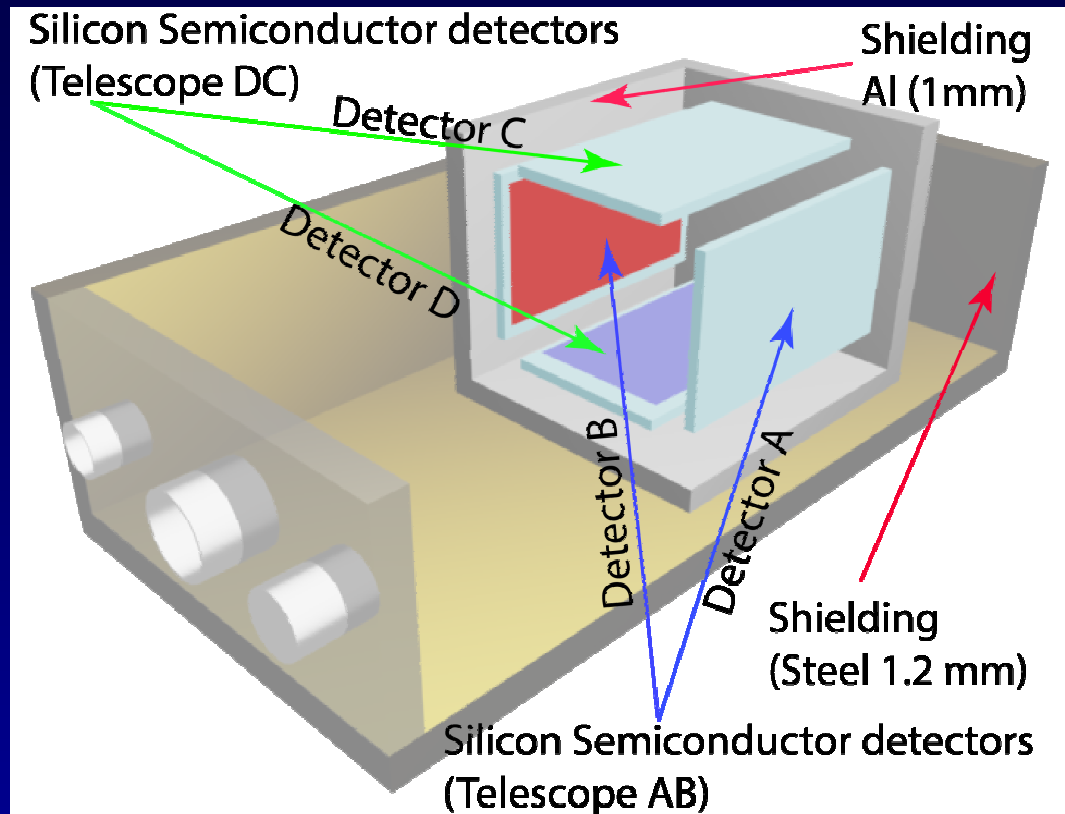 Silicon Semiconductor detectors
(Telescope DC)
Shielding
Al (1mm)
Detector C
Detector D
Detector B
Detector A
Shielding
(Steel 1.2 mm)
Silicon Semiconductor detectors
(Telescope AB)